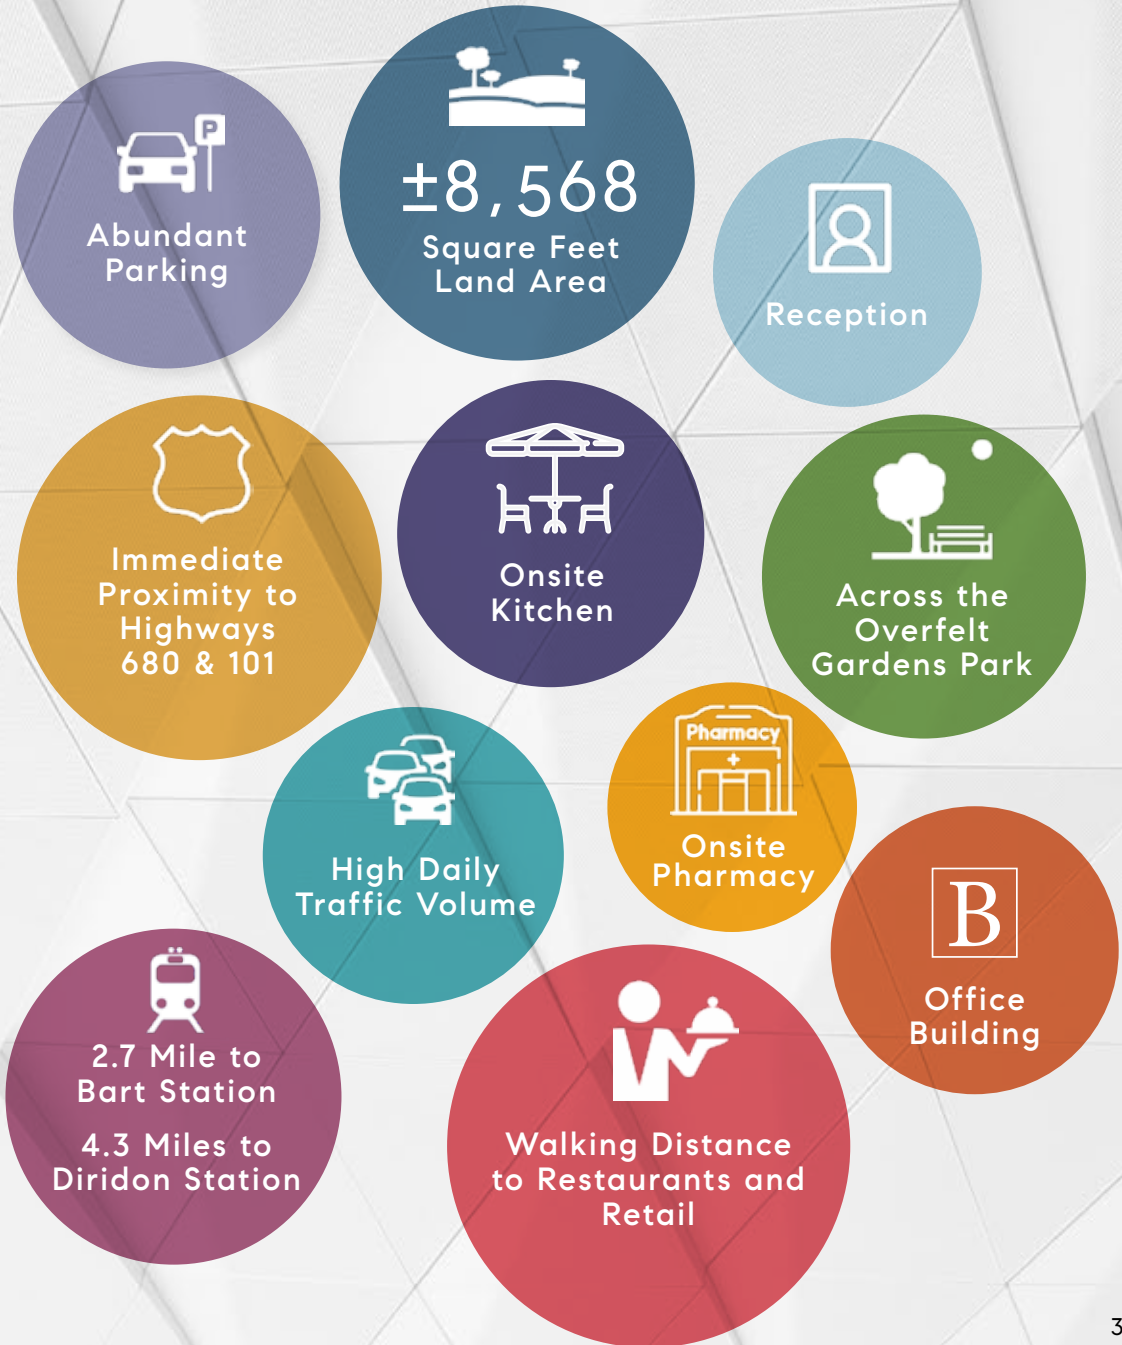 P
Abundant
Parking
±8,568
Square Feet
Land Area
Reception
Immediate
Proximity to
Highways
680 & 101
Onsite
Kitchen
Across the
Overfelt
Gardens Park
High Daily
Traffic Volume
Pharmacy
Onsite
Pharmacy
B
Office
Building
2.7 Mile to
Bart Station
4.3 Miles to
Diridon Station
Walking Distance
to Restaurants and
Retail
3